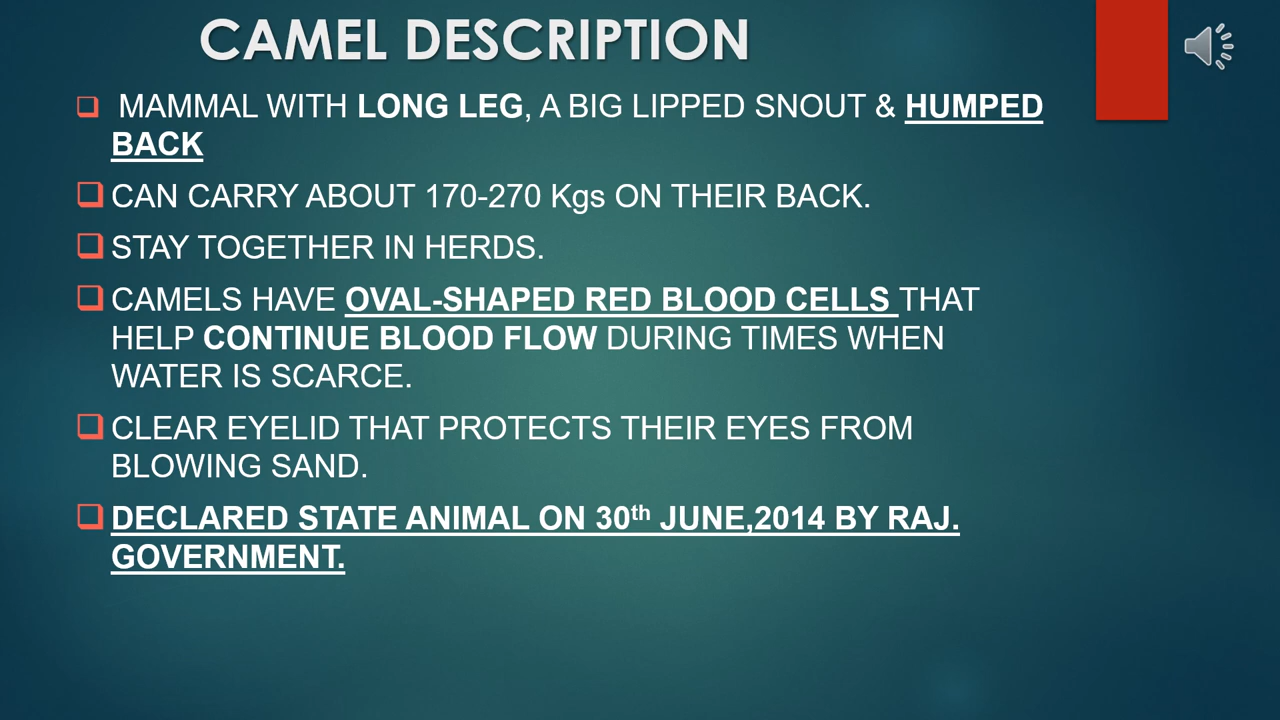 CAMEL DESCRIPTION
MAMMAL WITH LONG LEG, A BIG LIPPED SNOUT & HUMPED
BACK
CAN CARRY ABOUT 170-270 Kgs ON THEIR BACK.
STAY TOGETHER IN HERDS.
CAMELS HAVE OVAL-SHAPED RED BLOOD CELLS THAT
HELP CONTINUE BLOOD FLOW DURING TIMES WHEN
WATER IS SCARCE.
CLEAR EYELID THAT PROTECTS THEIR EYES FROM
BLOWING SAND.
DECLARED STATE ANIMAL ON 30th JUNE,2014 BY RAJ.
GOVERNMENT.